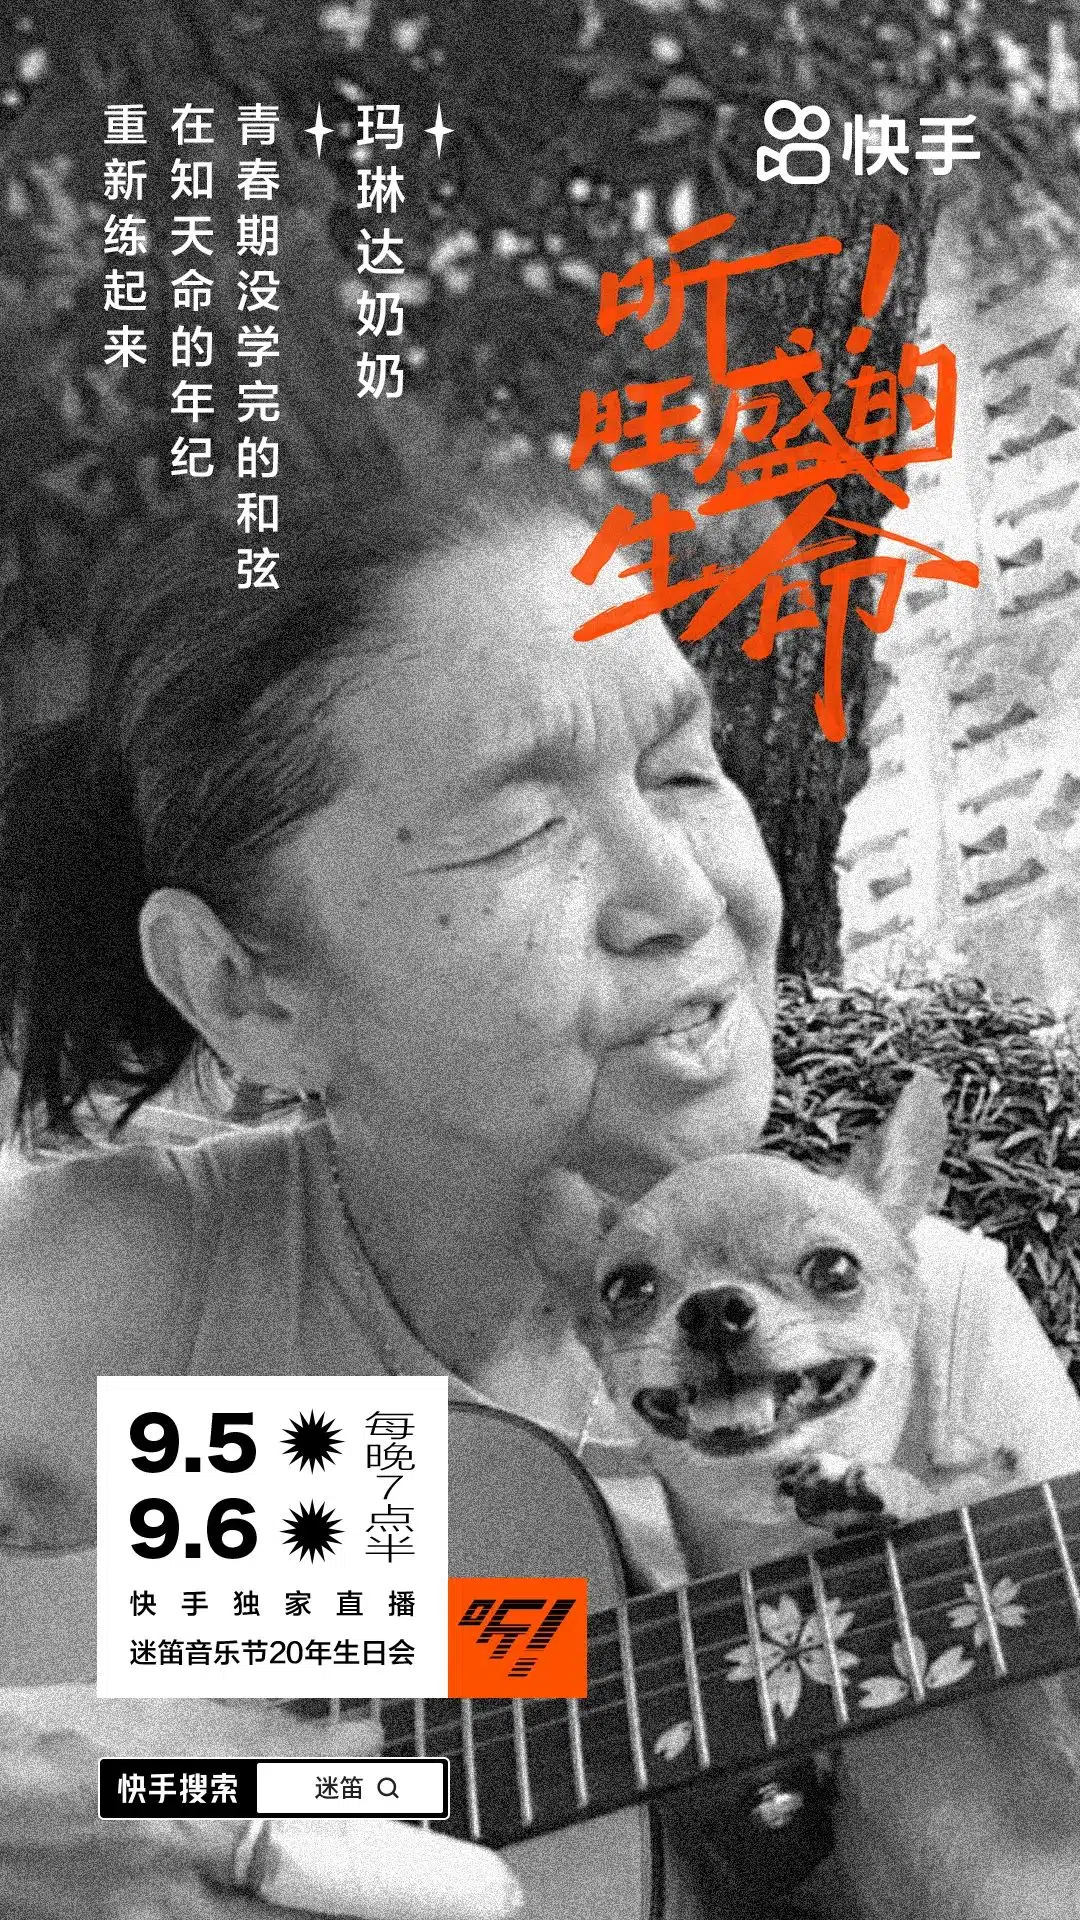 快手
听!
旺盛的
生命
玛琳达奶奶
青春期没学完的和弦
在知天命的年纪
重新练起来
9.5
9.6
每晚7点半
快手独家直播
迷笛音乐节20年生日会
听!
快手搜索
迷笛